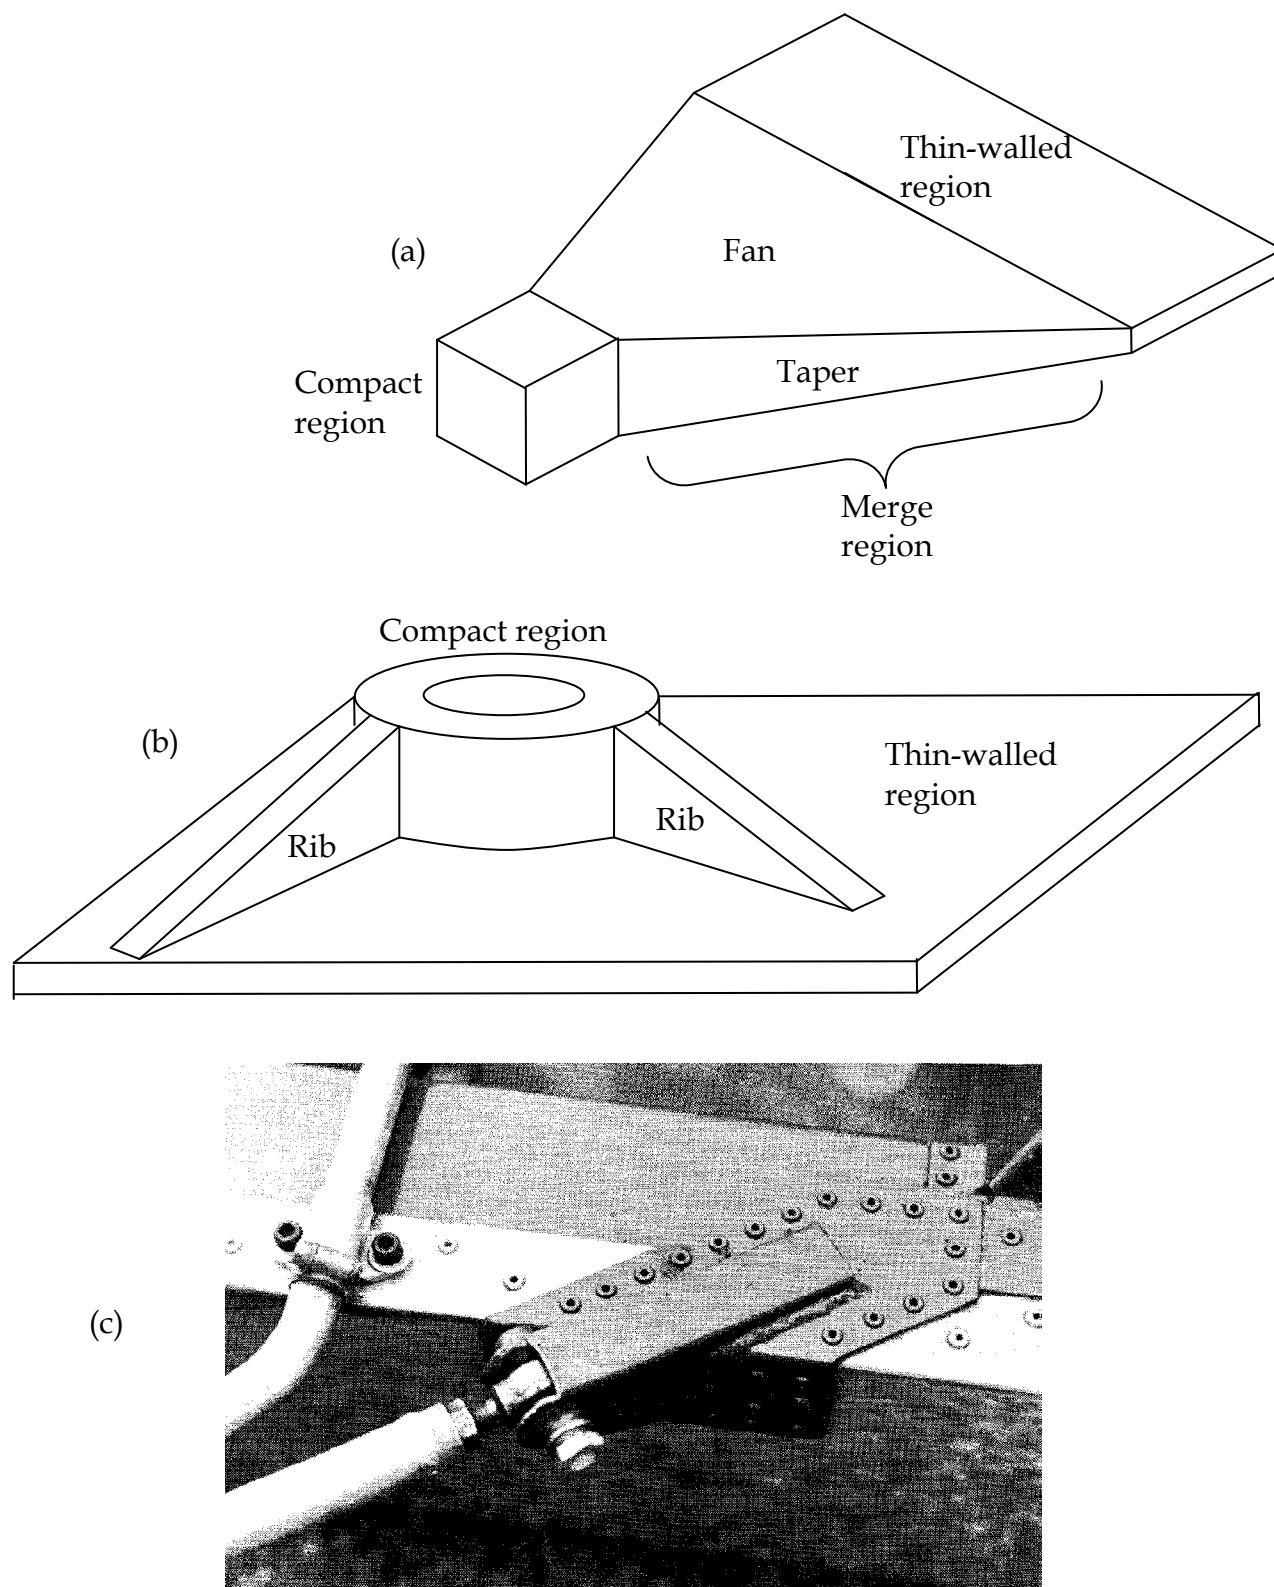 Thin-walled
region
(a)
Fan
Compact
region
Taper
Merge
region
Compact region
(b)
Thin-walled
region
Rib
Rib
(c)